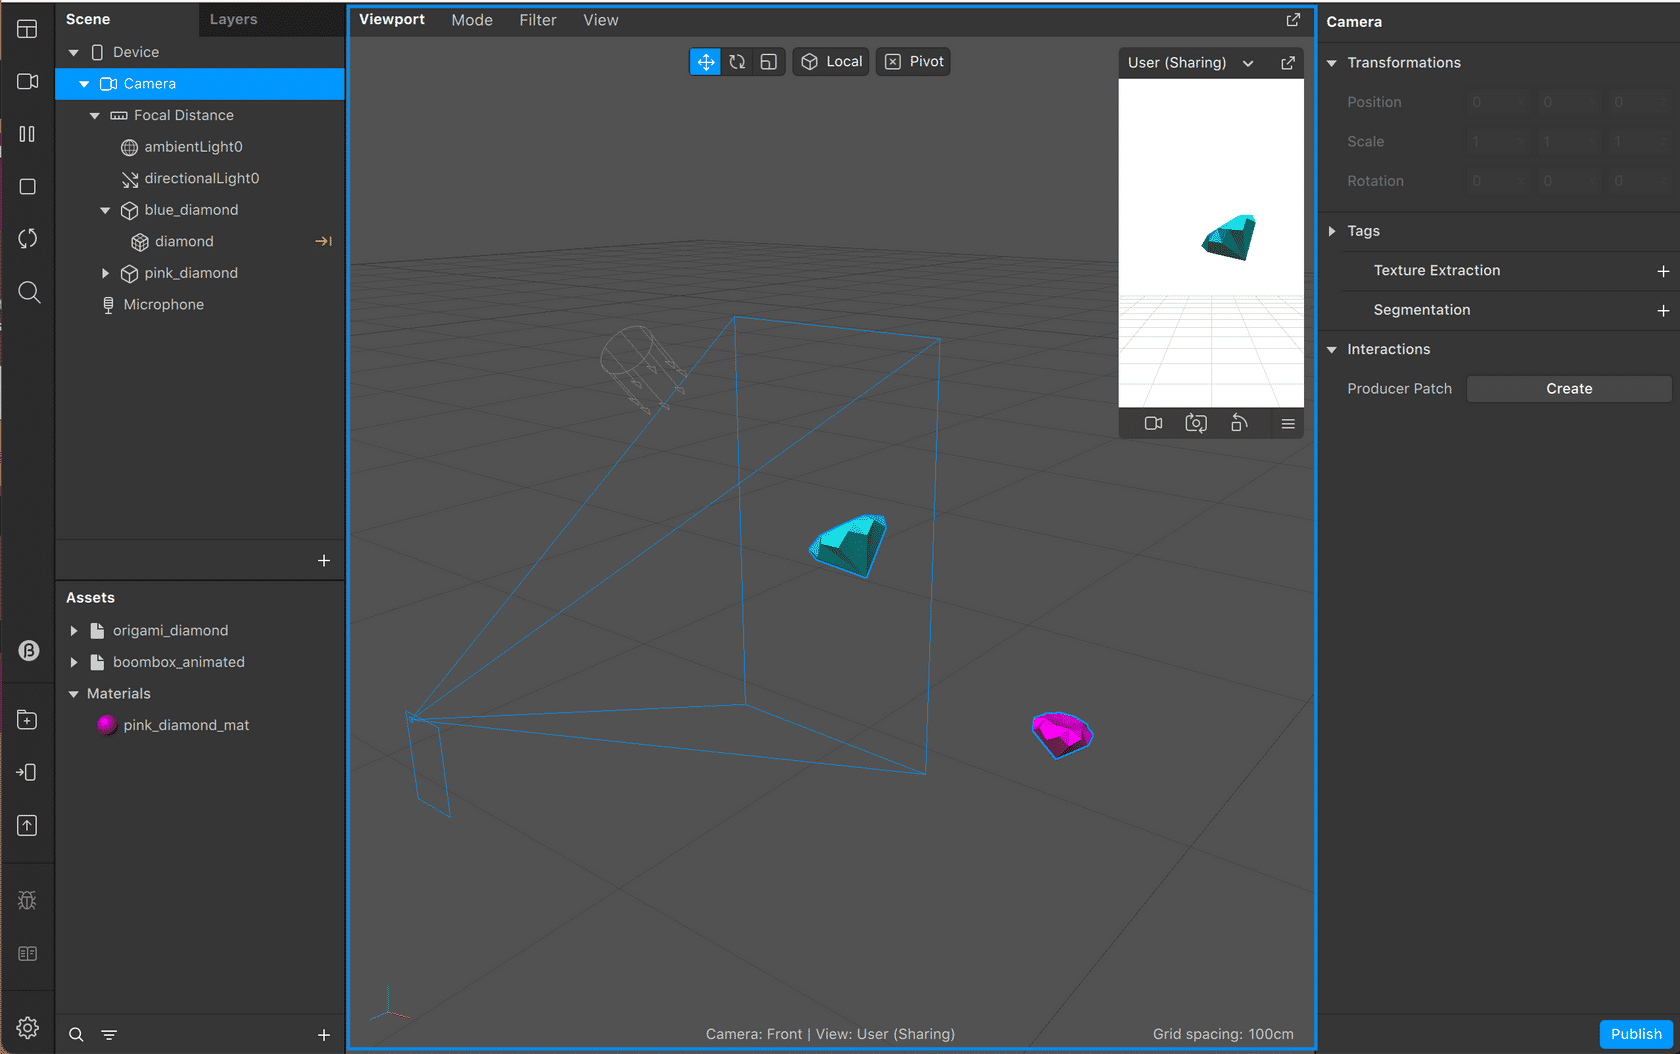 Scene
Layers
Device
Camera
Focal Distance
ambientLight0
directionalLight0
blue_diamond
diamond
pink_diamond
Microphone
Assets
origami_diamond
boombox_animated
Materials
pink_diamond_mat
β
Viewport Mode Filter View
Local Pivot
User (Sharing)
Camera: Front | View: User (Sharing)
Grid spacing: 100cm
Camera
Transformations
Position 0 0 0
Scale 1 1 1
Rotation 0 0 0
Tags
Texture Extraction
Segmentation
Interactions
Producer Patch Create
Publish